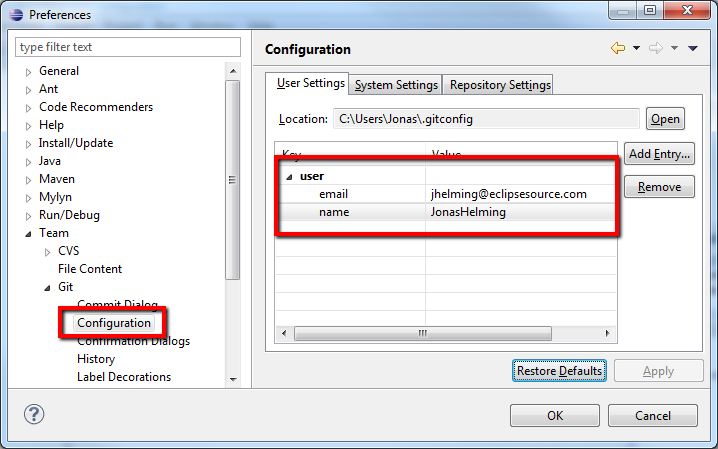 Preferences
type filter text
General
Ant
Code Recommenders
Help
Install/Update
Java
Maven
Mylyn
Run/Debug
Team
CVS
File Content
Git
Commit Dialog
Configuration
Confirmation Dialogs
History
Label Decorations
Configuration
User Settings System Settings Repository Settings
Location: C:\Users\Jonas\.gitconfig Open
Key Value
user
email jhelming@eclipsesource.com
name JonasHelming
Add Entry...
Remove
Restore Defaults Apply
? OK Cancel